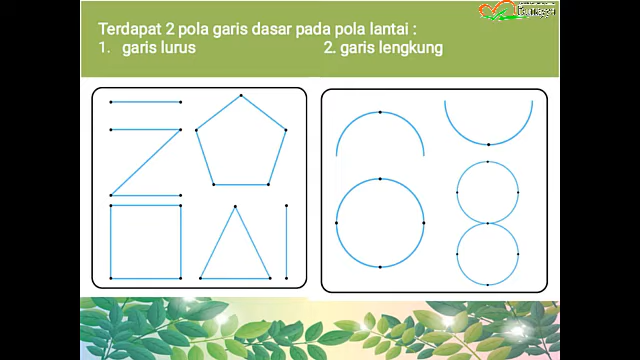 Terdapat 2 pola garis dasar pada pola lantai :
1. garis lurus 2. garis lengkung